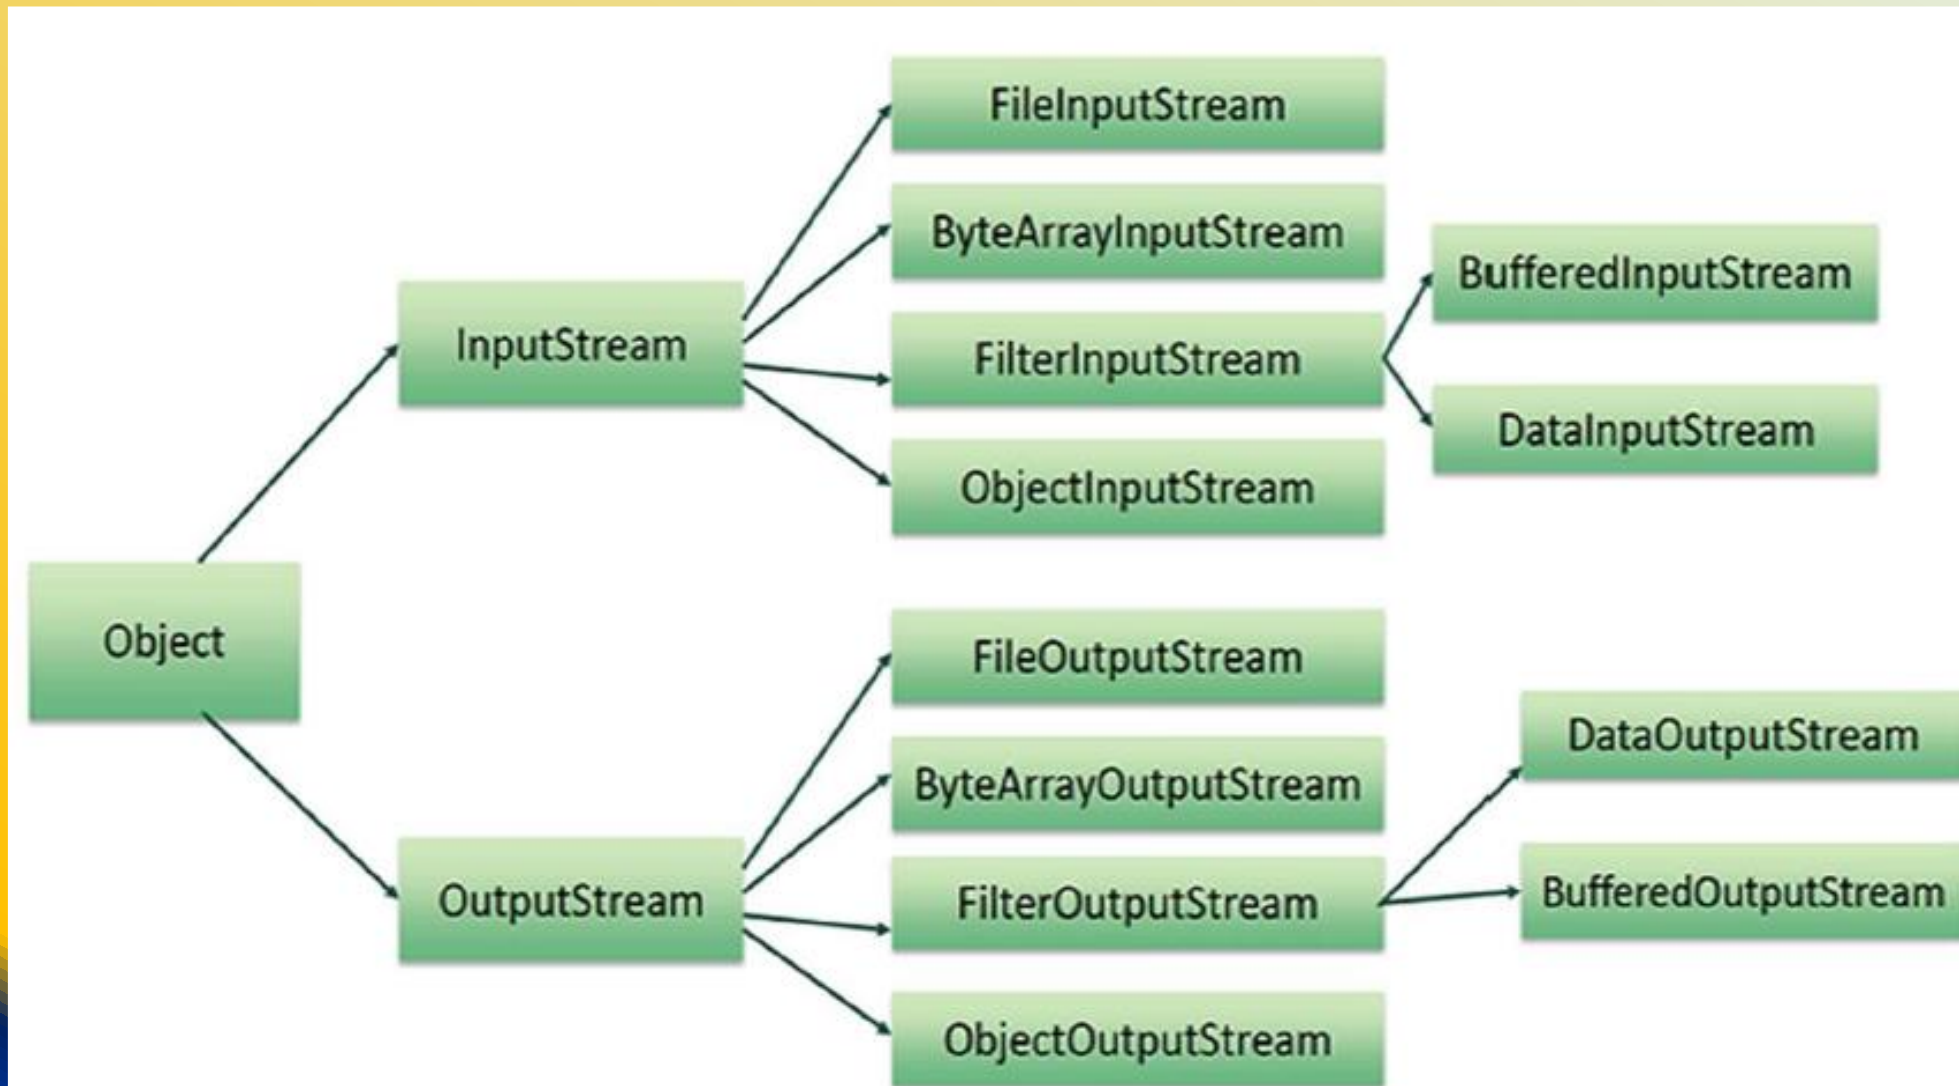 Object
InputStream
FileInputStream
ByteArrayInputStream
FilterInputStream
ObjectInputStream
BufferedInputStream
DataInputStream
OutputStream
FileOutputStream
ByteArrayOutputStream
FilterOutputStream
ObjectOutputStream
DataOutputStream
BufferedOutputStream